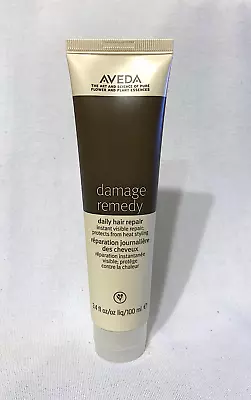 AVEDA
THE ART AND SCIENCE OF PURE
FLOWER AND PLANT ESSENCES
damage
remedy
daily hair repair
instant visible repair,
protects from heat styling
réparation journalière
des cheveux
réparation instantanée
visible, protège
contre la chaleur
3.4 fl oz/oz liq/100 ml ℮